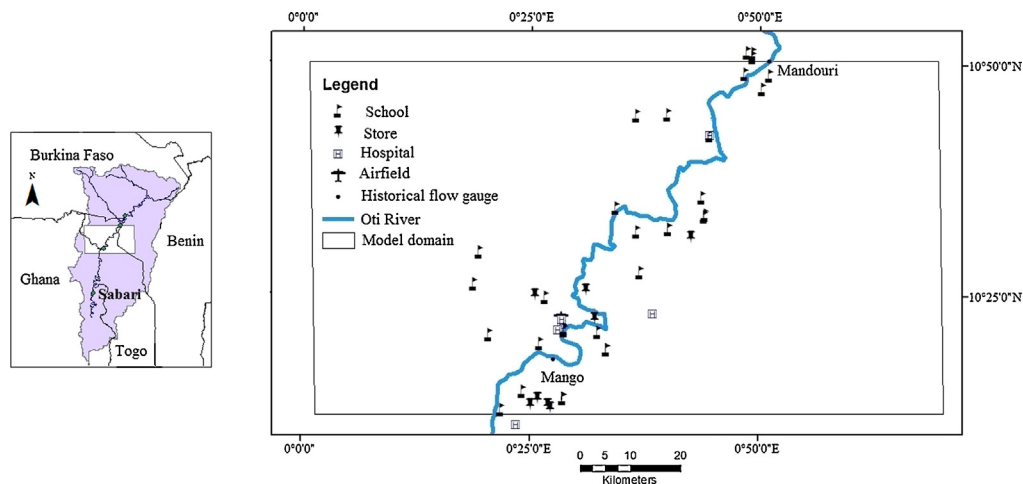 0°0'0"
0°25'0"E
0°50'0"E
10°50'0"N
Mandouri
Legend
School
Store
H Hospital
Airfield
Historical flow gauge
Oti River
Model domain
H
Burkina Faso
N
Benin
Ghana
Sabari
Togo
10°25'0"N
H
H
H
Mango
H
0°0'0"
0°25'0"E
0°50'0"E
0 5 10 20
Kilometers